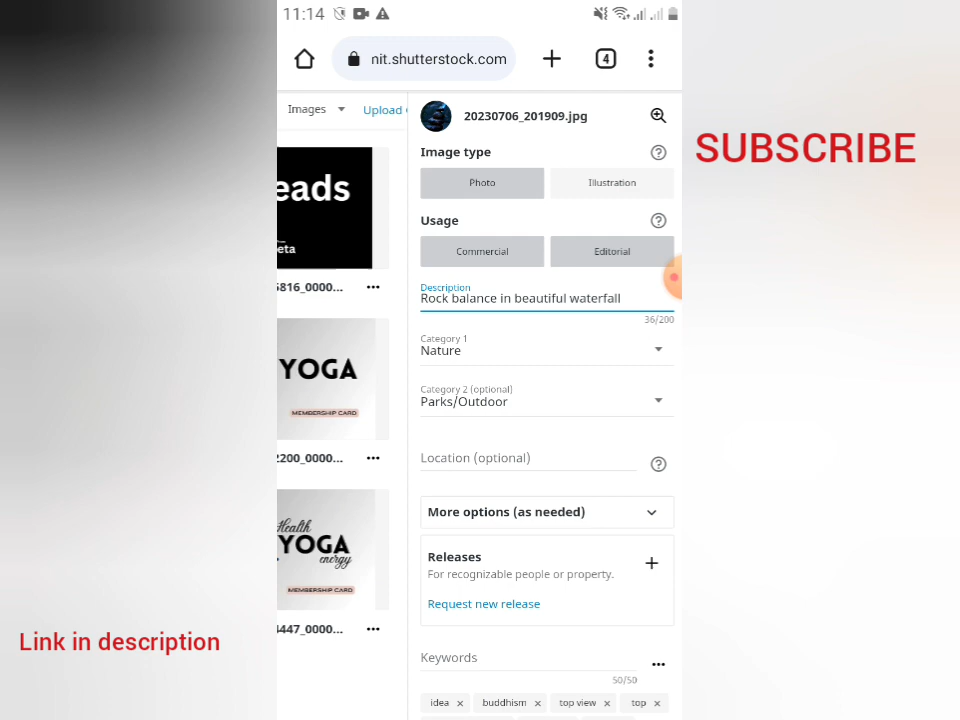 11:14
nit.shutterstock.com
4
Images
Upload
20230706_201909.jpg
Image type
Photo
Illustration
Usage
Commercial
Editorial
Description
Rock balance in beautiful waterfall
36/200
Category 1
Nature
Category 2 (optional)
Parks/Outdoor
Location (optional)
More options (as needed)
Releases
For recognizable people or property.
Request new release
Keywords
50/50
idea ×
buddhism ×
top view ×
top ×
eads
eta
5816_0000...
YOGA
MEMBERSHIP CARD
2200_0000...
Health
YOGA
energy
MEMBERSHIP CARD
4447_0000...
SUBSCRIBE
Link in description